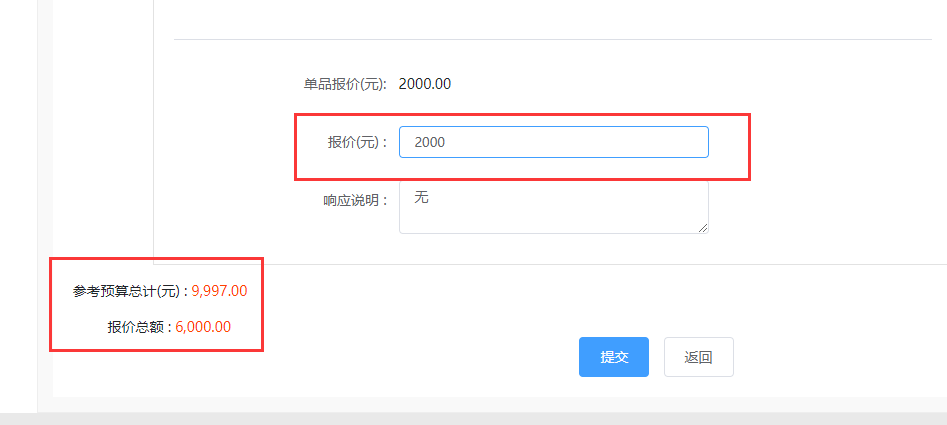 单品报价(元): 2000.00
报价(元) : 2000
响应说明 : 无
参考预算总计(元) : 9,997.00
报价总额 : 6,000.00
提交 返回